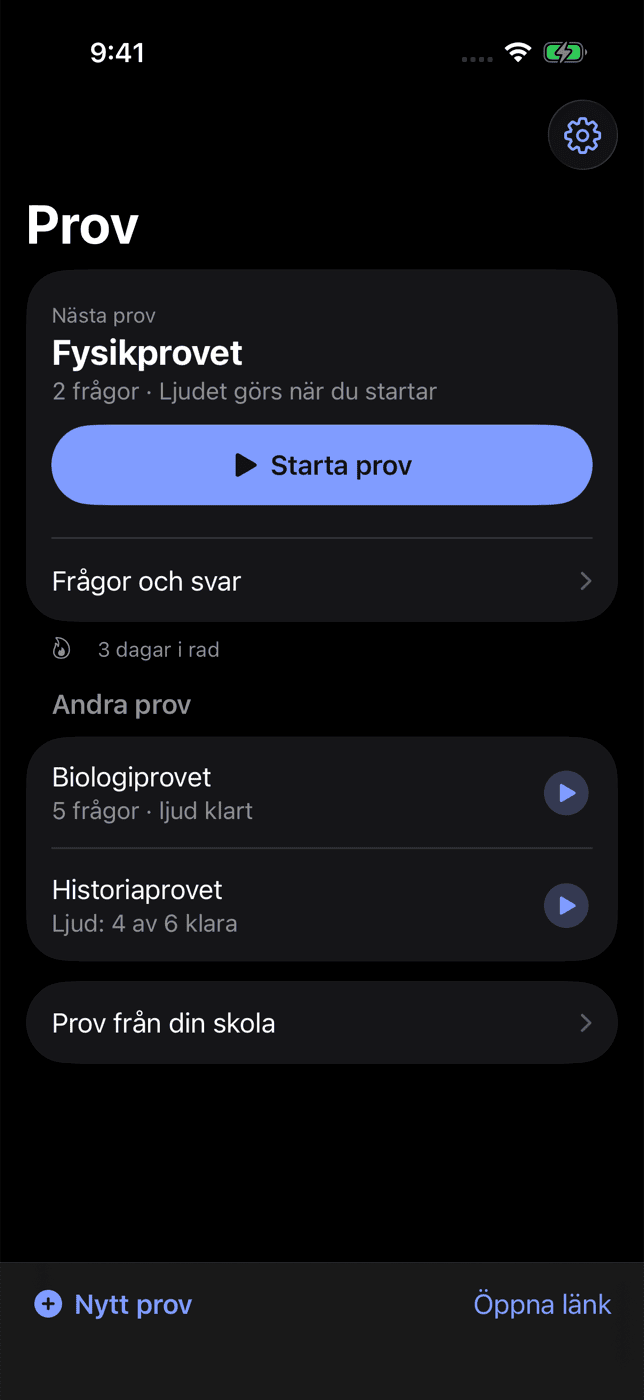 9:41
Prov
Nästa prov
Fysikprovet
2 frågor · Ljudet görs när du startar
Starta prov
Frågor och svar
3 dagar i rad
Andra prov
Biologiprovet
5 frågor · ljud klart
Historiaprovet
Ljud: 4 av 6 klara
Prov från din skola
Nytt prov
Öppna länk